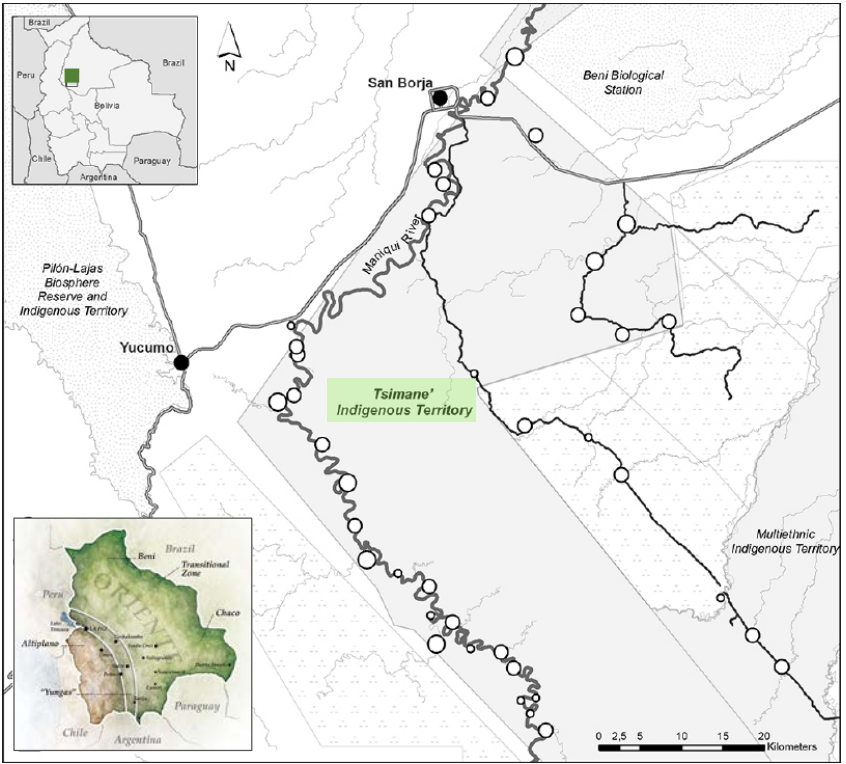 Brazil
Peru
Brazil
Bolivia
Chile
Paraguay
Argentina
N
San Borja
Beni Biological
Station
Maniqui River
Pilón-Lajas
Biosphere
Reserve and
Indigenous Territory
Yucumo
Tsimane'
Indigenous Territory
Multiethnic
Indigenous Territory
Brazil
Beni
Transitional
Zone
Peru
ORIENTE
Chaco
Altiplano
"Yungas"
Paraguay
Chile
Argentina
0 2,5 5 10 15 20
Kilometers